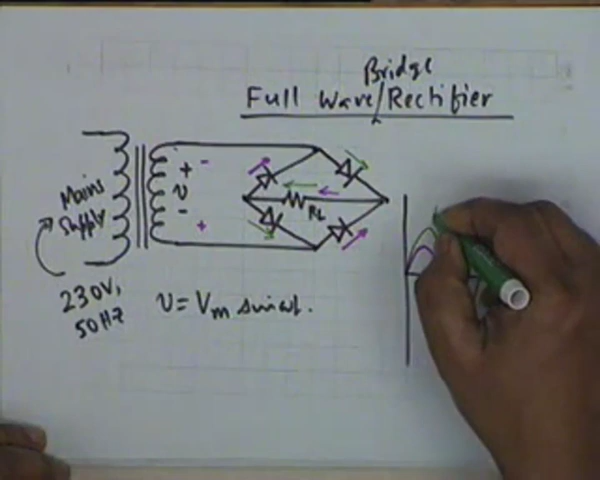 Bridge
Full Wave/Rectifier
Mains
Supply
+ -
v
- +
RL
230V,
50Hz
v = Vm sinωt.